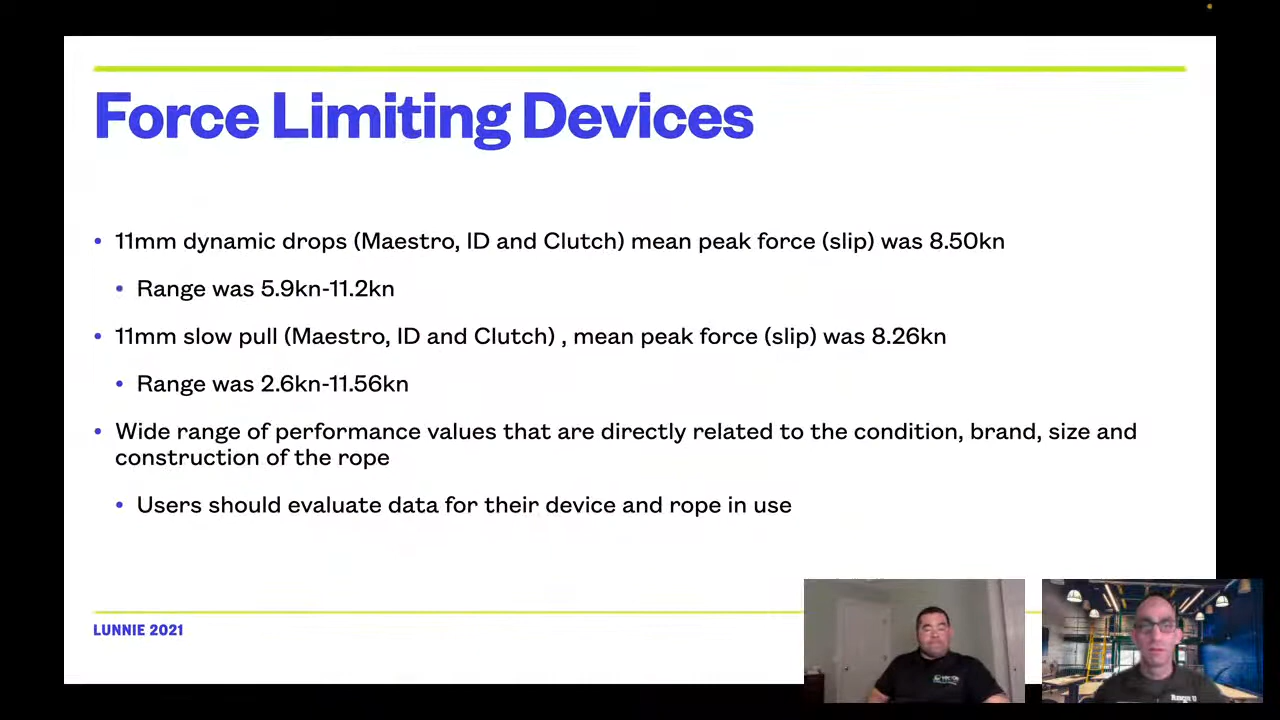 Force Limiting Devices
• 11mm dynamic drops (Maestro, ID and Clutch) mean peak force (slip) was 8.50kn
• Range was 5.9kn-11.2kn
• 11mm slow pull (Maestro, ID and Clutch) , mean peak force (slip) was 8.26kn
• Range was 2.6kn-11.56kn
• Wide range of performance values that are directly related to the condition, brand, size and
construction of the rope
• Users should evaluate data for their device and rope in use
LUNNIE 2021